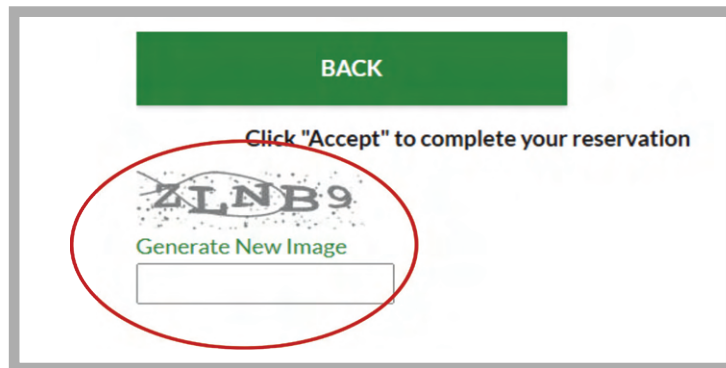 BACK
Click "Accept" to complete your reservation
ZLNB9
Generate New Image